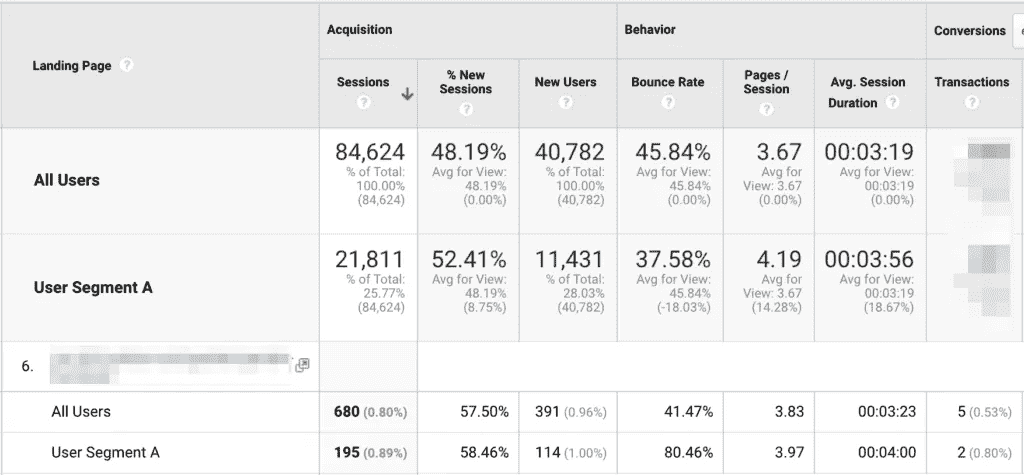 Acquisition Behavior Conversions
Landing Page Sessions % New Sessions New Users Bounce Rate Pages / Session Avg. Session Duration Transactions
All Users
84,624 48.19% 40,782 45.84% 3.67 00:03:19
% of Total: 100.00% (84,624)
Avg for View: 48.19% (0.00%)
% of Total: 100.00% (40,782)
Avg for View: 45.84% (0.00%)
Avg for View: 3.67 (0.00%)
Avg for View: 00:03:19 (0.00%)
User Segment A
21,811 52.41% 11,431 37.58% 4.19 00:03:56
% of Total: 25.77% (84,624)
Avg for View: 48.19% (8.75%)
% of Total: 28.03% (40,782)
Avg for View: 45.84% (-18.03%)
Avg for View: 3.67 (14.28%)
Avg for View: 00:03:19 (18.67%)
6.
All Users 680 (0.80%) 57.50% 391 (0.96%) 41.47% 3.83 00:03:23 5 (0.53%)
User Segment A 195 (0.89%) 58.46% 114 (1.00%) 80.46% 3.97 00:04:00 2 (0.80%)